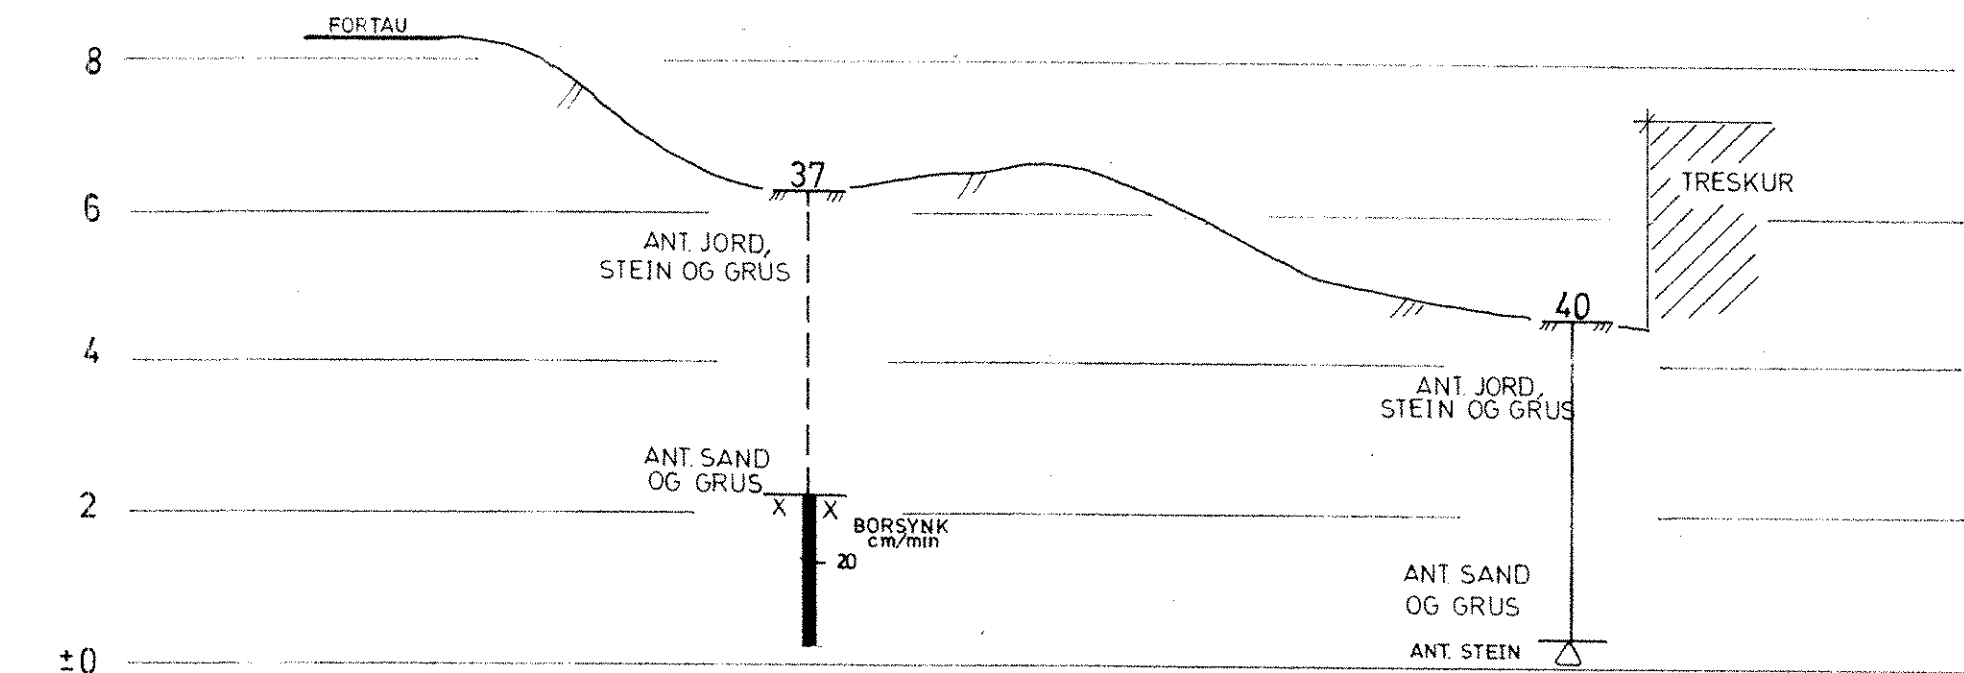 FORTAU
8
37
TRESKUR
6
ANT. JORD,
STEIN OG GRUS
40
4
ANT. JORD,
STEIN OG GRUS
ANT. SAND
OG GRUS
2
X X
BORSYNK
cm/min
20
ANT. SAND
OG GRUS
ANT. STEIN
±0